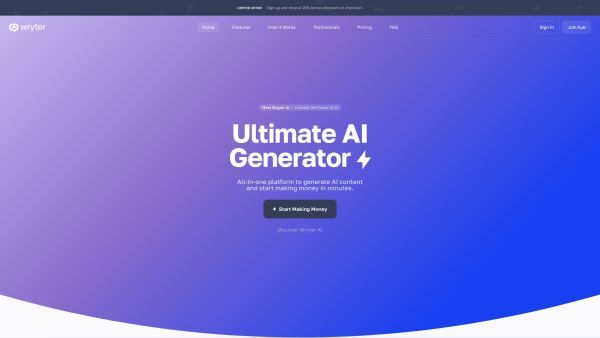 LIMITED OFFER Sign up and receive 20% bonus discount on checkout.
wryter
Home Features How it Works Testimonials Pricing FAQ
Sign In Join hub
Meet Wryter AI Unleash the Power of AI
Ultimate AI
Generator
All-in-one platform to generate AI content
and start making money in minutes.
Start Making Money
Discover Wryter AI